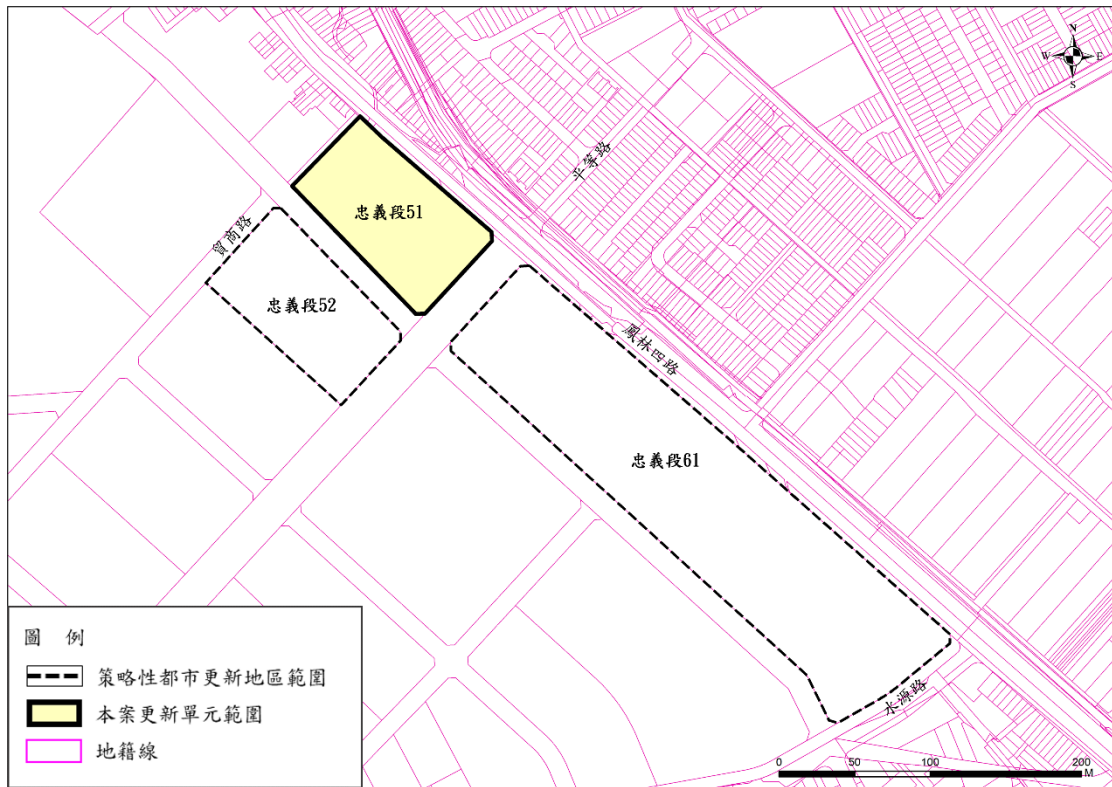 N
W E
S
平等路
忠義段51
貿商路
忠義段52
鳳林四路
忠義段61
水源路
圖 例
策略性都市更新地區範圍
本案更新單元範圍
地籍線
0 50 100 200
M